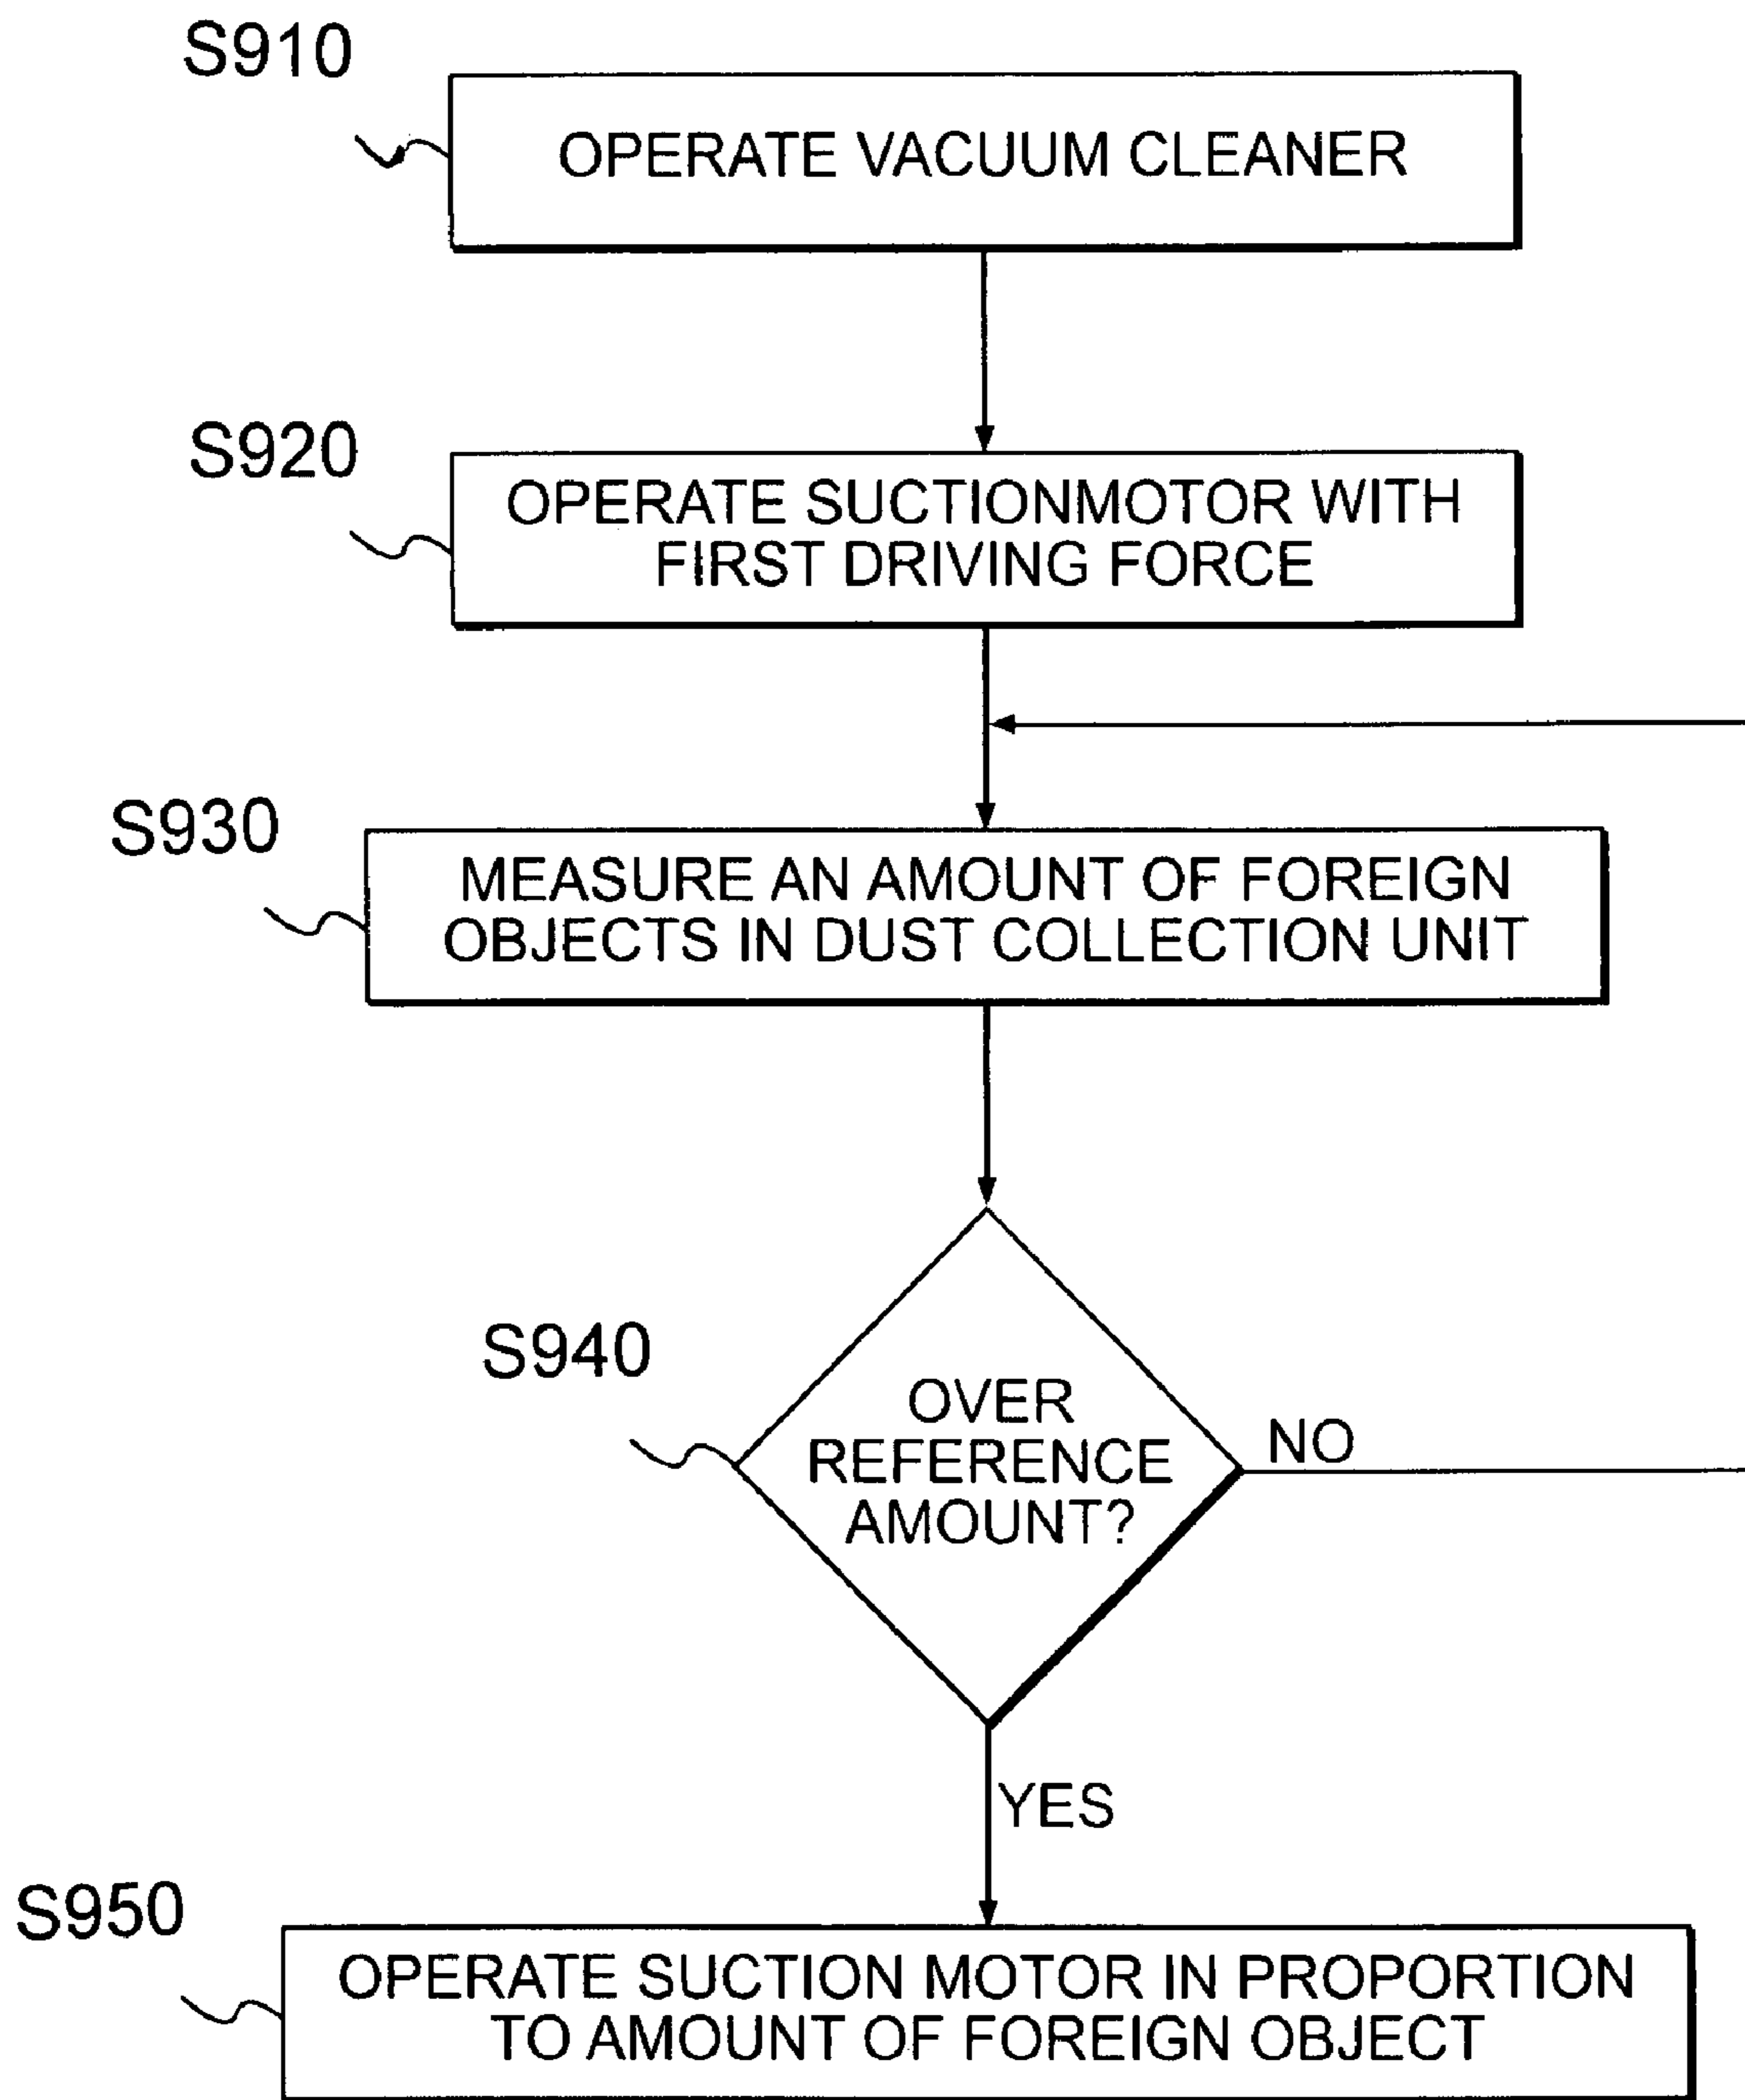 S910
OPERATE VACUUM CLEANER
S920
OPERATE SUCTIONMOTOR WITH
FIRST DRIVING FORCE
S930
MEASURE AN AMOUNT OF FOREIGN
OBJECTS IN DUST COLLECTION UNIT
S940
OVER
REFERENCE
AMOUNT?
NO
YES
S950
OPERATE SUCTION MOTOR IN PROPORTION
TO AMOUNT OF FOREIGN OBJECT